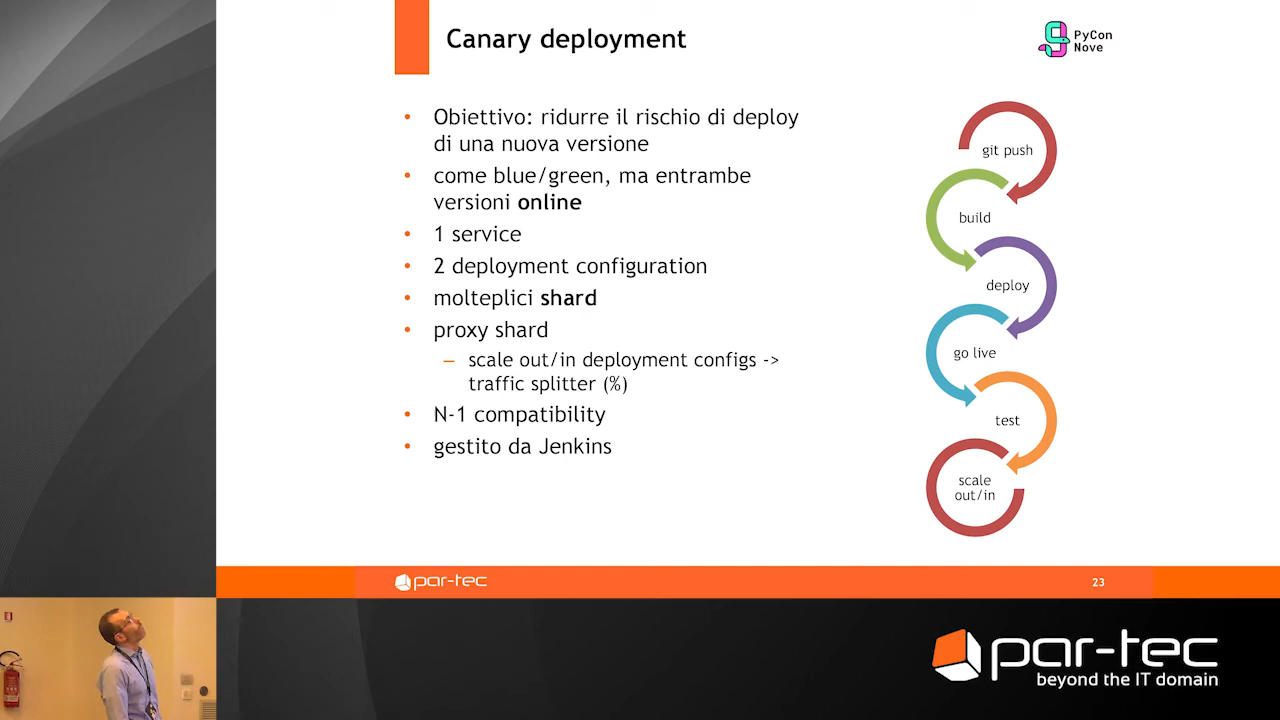 Canary deployment
PyCon
Nove
• Obiettivo: ridurre il rischio di deploy
di una nuova versione
• come blue/green, ma entrambe
versioni online
• 1 service
• 2 deployment configuration
• molteplici shard
• proxy shard
– scale out/in deployment configs ->
traffic splitter (%)
• N-1 compatibility
• gestito da Jenkins
git push
build
deploy
go live
test
scale
out/in
par-tec
23
par-tec
beyond the IT domain